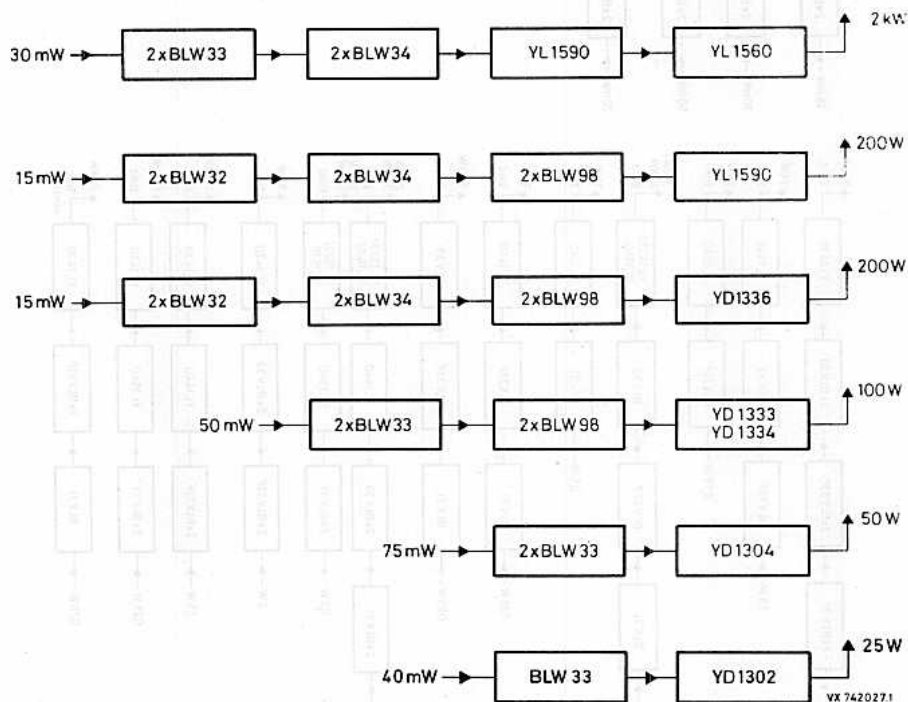 30 mW 2xBLW33 2xBLW34 YL1590 YL1560 2 kW
15 mW 2xBLW32 2xBLW34 2xBLW98 YL1590 200W
15 mW 2xBLW32 2xBLW34 2xBLW98 YD1336 200W
50 mW 2xBLW33 2xBLW98 YD1333 100W
YD1334
75 mW 2xBLW33 YD1304 50 W
40 mW BLW 33 YD1302 25W
VX 742027.1